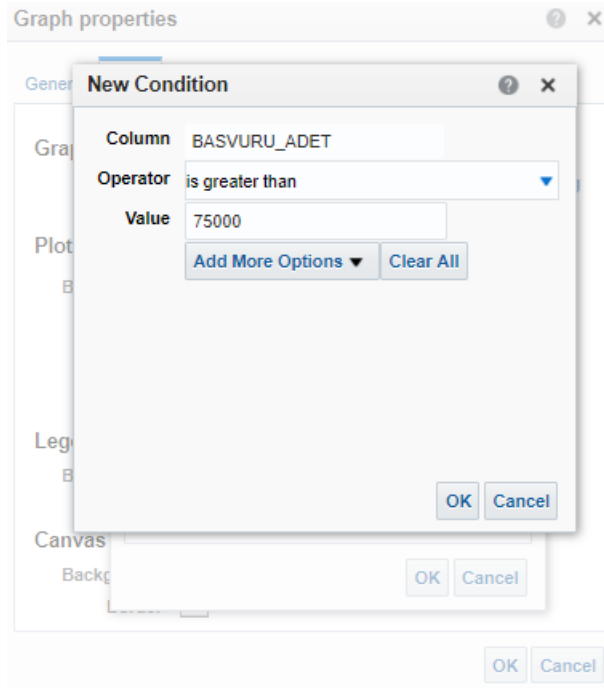 Graph properties
Gener
New Condition
Column BASVURU_ADET
Operator is greater than
Value 75000
Add More Options Clear All
Grap
Plot
B
Leg
B
OK Cancel
Canvas
Backg
OK Cancel
OK Cancel